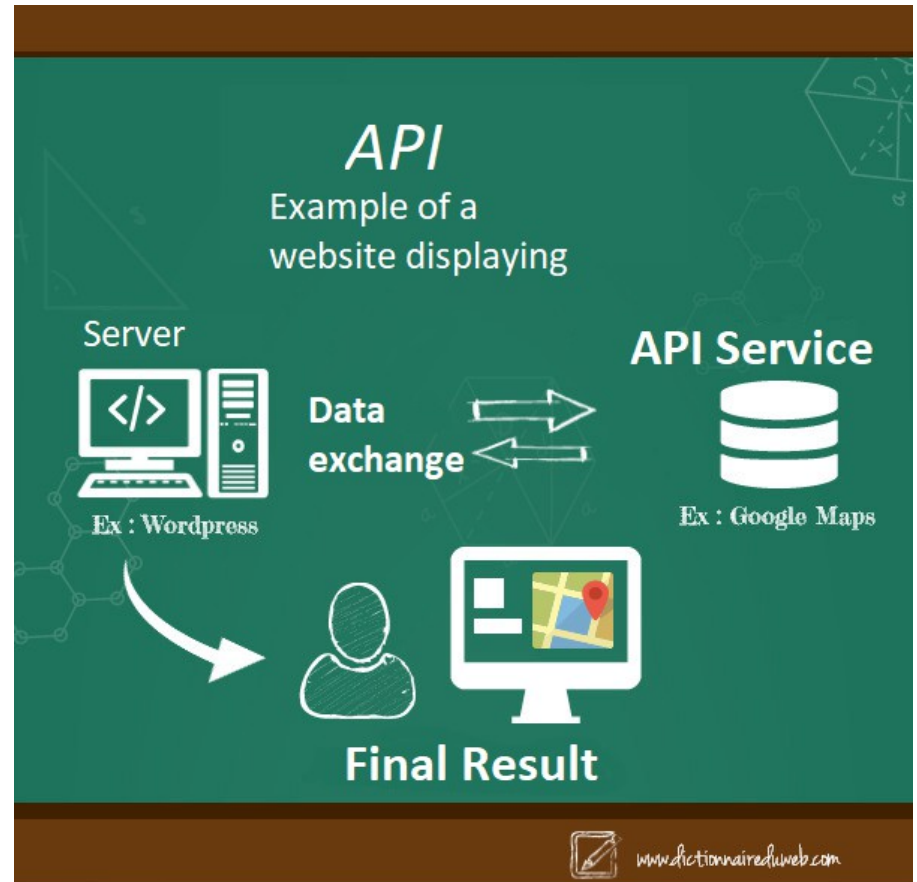 API
Example of a
website displaying
Server
API Service
</>
Data
exchange
Ex : Wordpress
Ex : Google Maps
Final Result
www.dictionnaireduweb.com